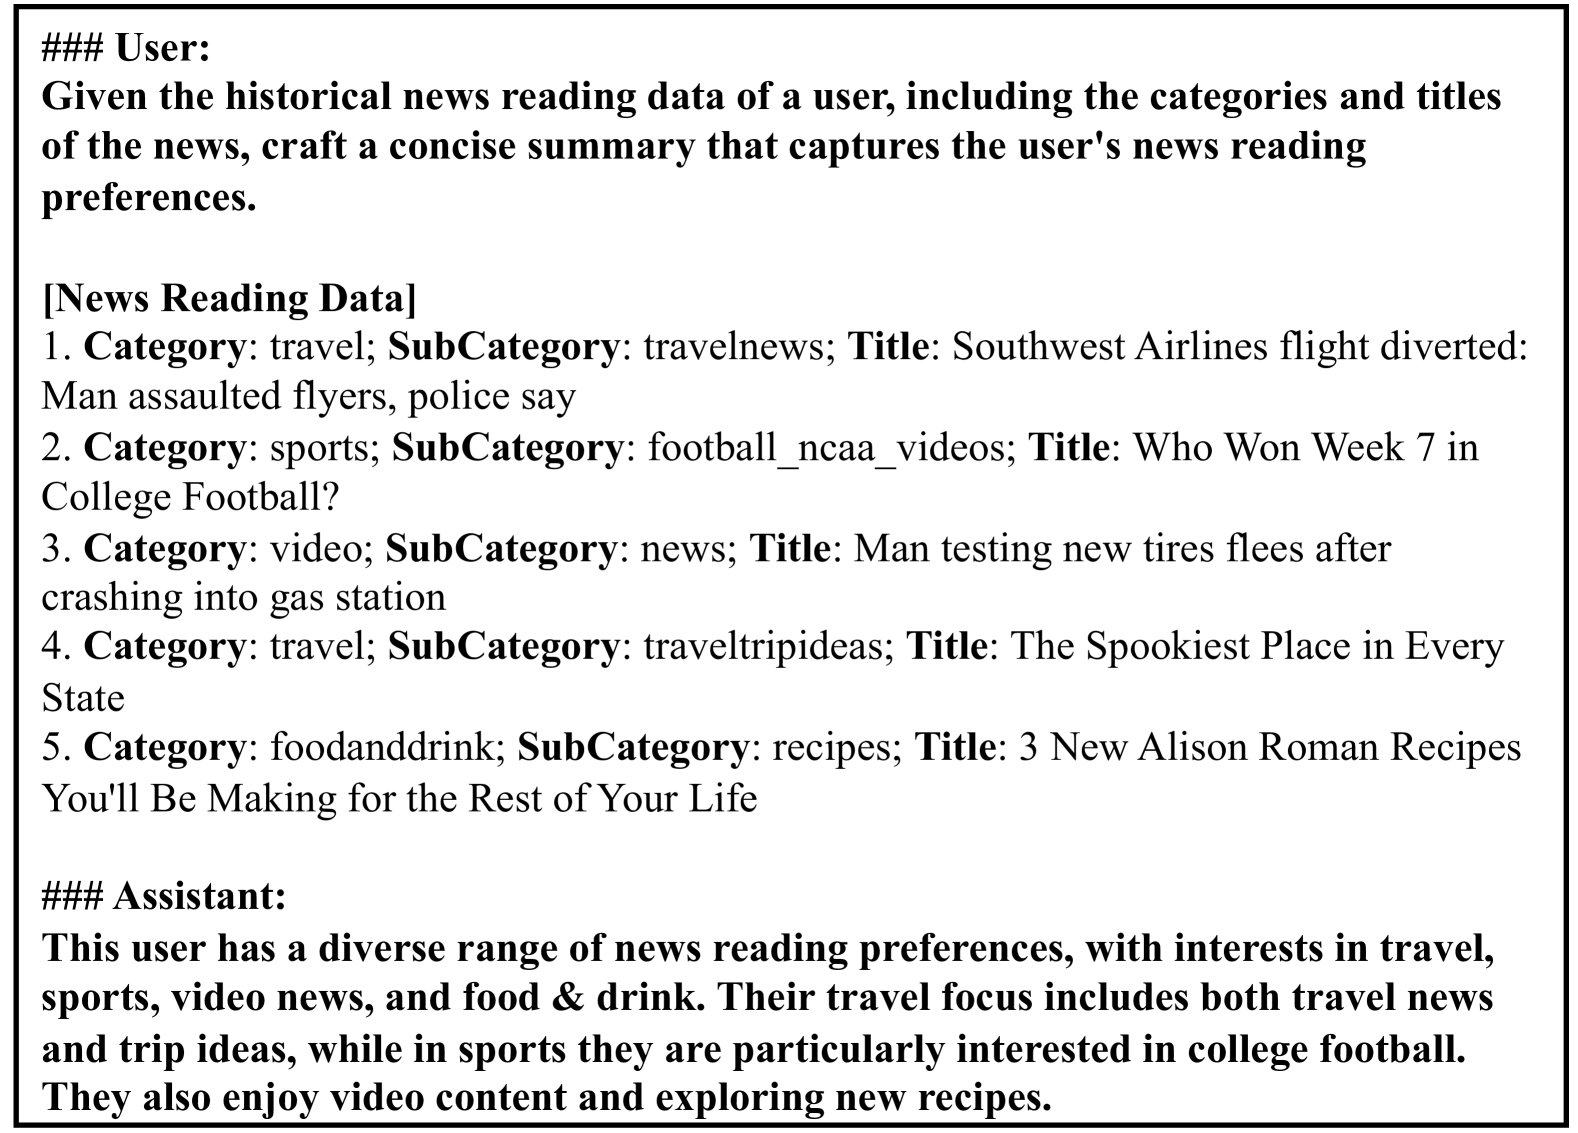 ### User:
Given the historical news reading data of a user, including the categories and titles
of the news, craft a concise summary that captures the user's news reading
preferences.
[News Reading Data]
1. Category: travel; SubCategory: travelnews; Title: Southwest Airlines flight diverted:
Man assaulted flyers, police say
2. Category: sports; SubCategory: football_ncaa_videos; Title: Who Won Week 7 in
College Football?
3. Category: video; SubCategory: news; Title: Man testing new tires flees after
crashing into gas station
4. Category: travel; SubCategory: traveltripideas; Title: The Spookiest Place in Every
State
5. Category: foodanddrink; SubCategory: recipes; Title: 3 New Alison Roman Recipes
You'll Be Making for the Rest of Your Life
### Assistant:
This user has a diverse range of news reading preferences, with interests in travel,
sports, video news, and food & drink. Their travel focus includes both travel news
and trip ideas, while in sports they are particularly interested in college football.
They also enjoy video content and exploring new recipes.